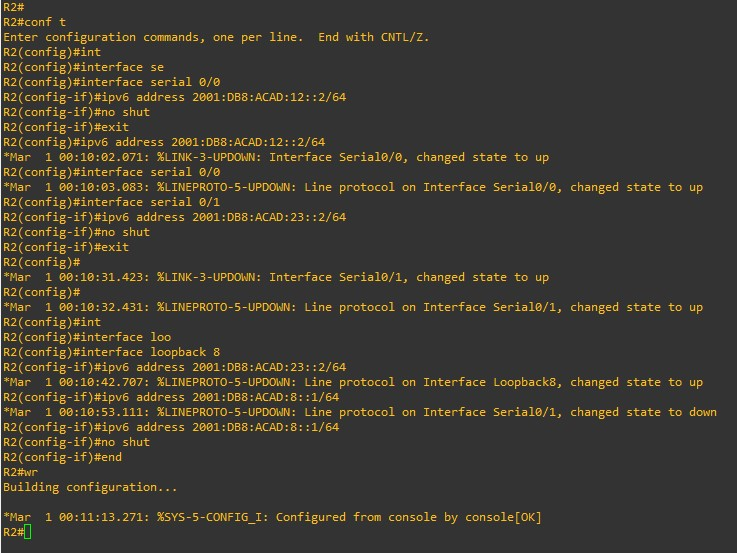 R2#
R2#conf t
Enter configuration commands, one per line.  End with CNTL/Z.
R2(config)#int
R2(config)#interface se
R2(config)#interface serial 0/0
R2(config-if)#ipv6 address 2001:DB8:ACAD:12::2/64
R2(config-if)#no shut
R2(config-if)#exit
R2(config)#ipv6 address 2001:DB8:ACAD:12::2/64
*Mar  1 00:10:02.071: %LINK-3-UPDOWN: Interface Serial0/0, changed state to up
R2(config)#interface serial 0/0
*Mar  1 00:10:03.083: %LINEPROTO-5-UPDOWN: Line protocol on Interface Serial0/0, changed state to up
R2(config)#interface serial 0/1
R2(config-if)#ipv6 address 2001:DB8:ACAD:23::2/64
R2(config-if)#no shut
R2(config-if)#exit
R2(config)#
*Mar  1 00:10:31.423: %LINK-3-UPDOWN: Interface Serial0/1, changed state to up
R2(config)#
*Mar  1 00:10:32.431: %LINEPROTO-5-UPDOWN: Line protocol on Interface Serial0/1, changed state to up
R2(config)#int
R2(config)#interface loo
R2(config)#interface loopback 8
R2(config-if)#ipv6 address 2001:DB8:ACAD:23::2/64
*Mar  1 00:10:42.707: %LINEPROTO-5-UPDOWN: Line protocol on Interface Loopback8, changed state to up
R2(config-if)#ipv6 address 2001:DB8:ACAD:8::1/64
*Mar  1 00:10:53.111: %LINEPROTO-5-UPDOWN: Line protocol on Interface Serial0/1, changed state to down
R2(config-if)#ipv6 address 2001:DB8:ACAD:8::1/64
R2(config-if)#no shut
R2(config-if)#end
R2#wr
Building configuration...
*Mar  1 00:11:13.271: %SYS-5-CONFIG_I: Configured from console by console[OK]
R2#